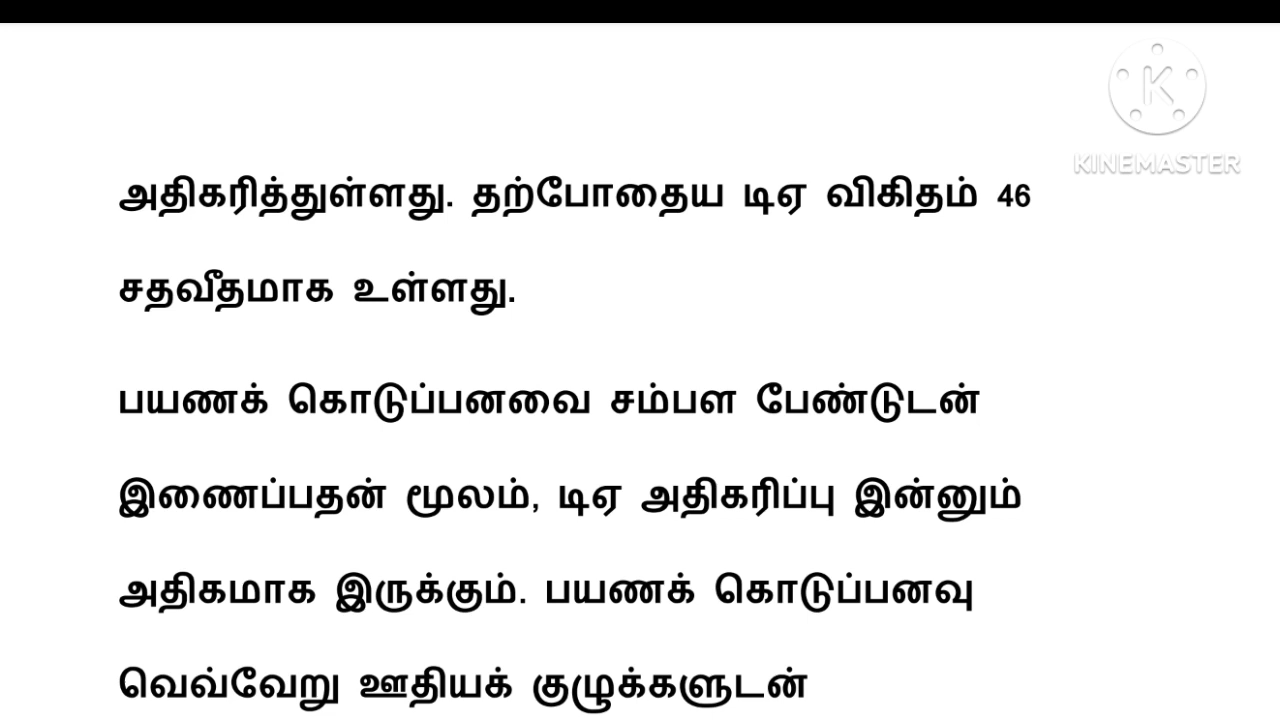 K
KINEMASTER
அதிகரித்துள்ளது. தற்போதைய டிஏ விகிதம் 46
சதவீதமாக உள்ளது.
பயணக் கொடுப்பனவை சம்பள பேண்டுடன்
இணைப்பதன் மூலம், டிஏ அதிகரிப்பு இன்னும்
அதிகமாக இருக்கும். பயணக் கொடுப்பனவு
வெவ்வேறு ஊதியக் குழுக்களுடன்